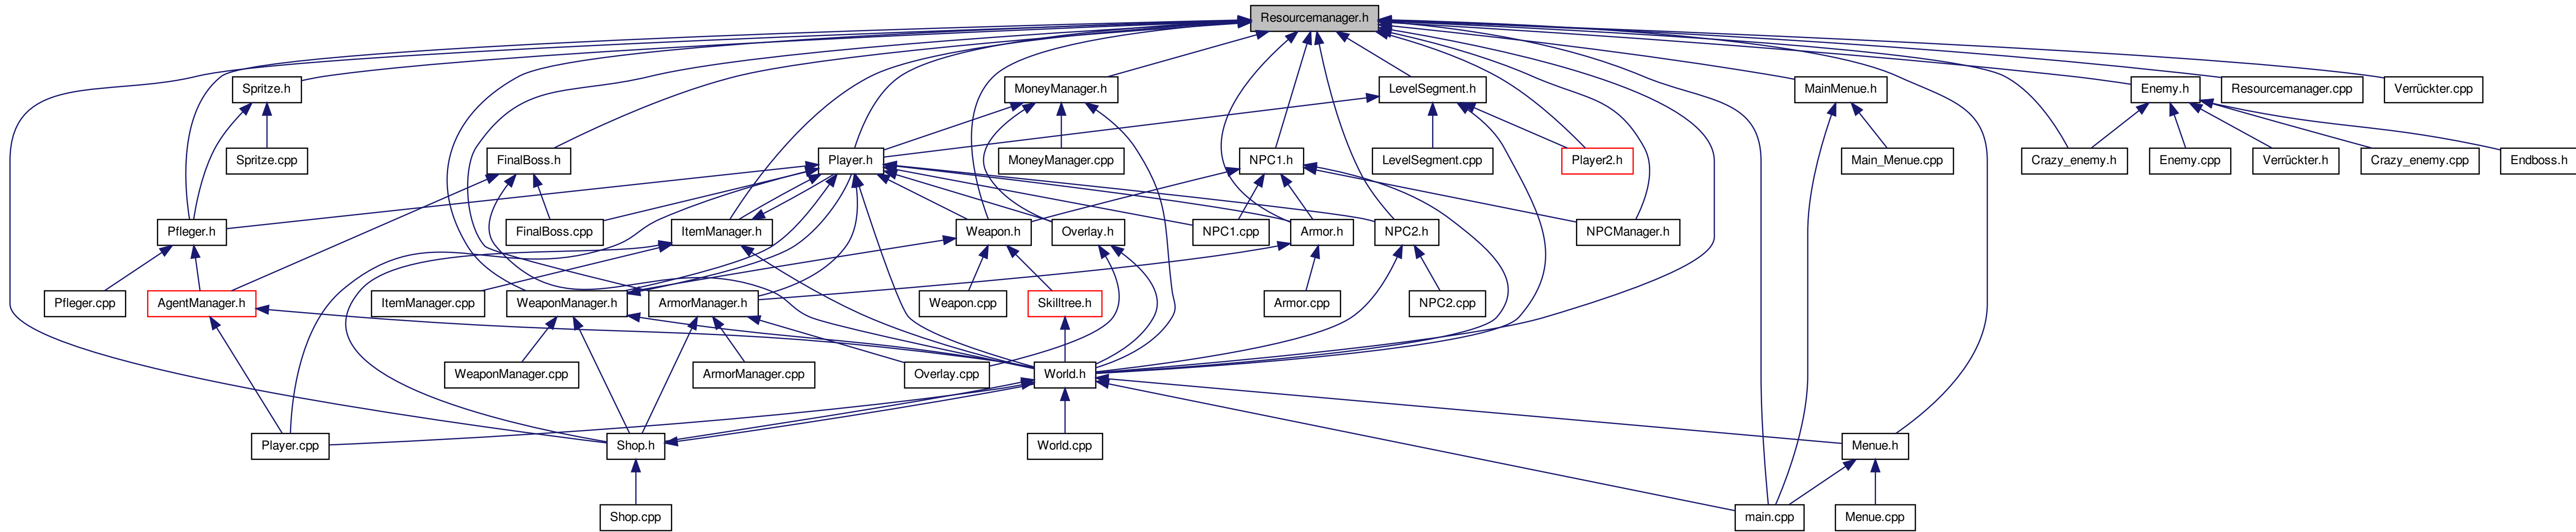 Resourcemanager.h
Spritze.h
MoneyManager.h
LevelSegment.h
MainMenue.h
Enemy.h
Resourcemanager.cpp
Verrückter.cpp
Spritze.cpp
FinalBoss.h
Player.h
MoneyManager.cpp
NPC1.h
LevelSegment.cpp
Player2.h
Main_Menue.cpp
Crazy_enemy.h
Enemy.cpp
Verrückter.h
Crazy_enemy.cpp
Endboss.h
Pfleger.h
FinalBoss.cpp
ItemManager.h
Weapon.h
Overlay.h
NPC1.cpp
Armor.h
NPC2.h
NPCManager.h
Pfleger.cpp
AgentManager.h
ItemManager.cpp
WeaponManager.h
ArmorManager.h
Weapon.cpp
Skilltree.h
Armor.cpp
NPC2.cpp
WeaponManager.cpp
ArmorManager.cpp
Overlay.cpp
World.h
Player.cpp
Shop.h
World.cpp
Menue.h
Shop.cpp
main.cpp
Menue.cpp